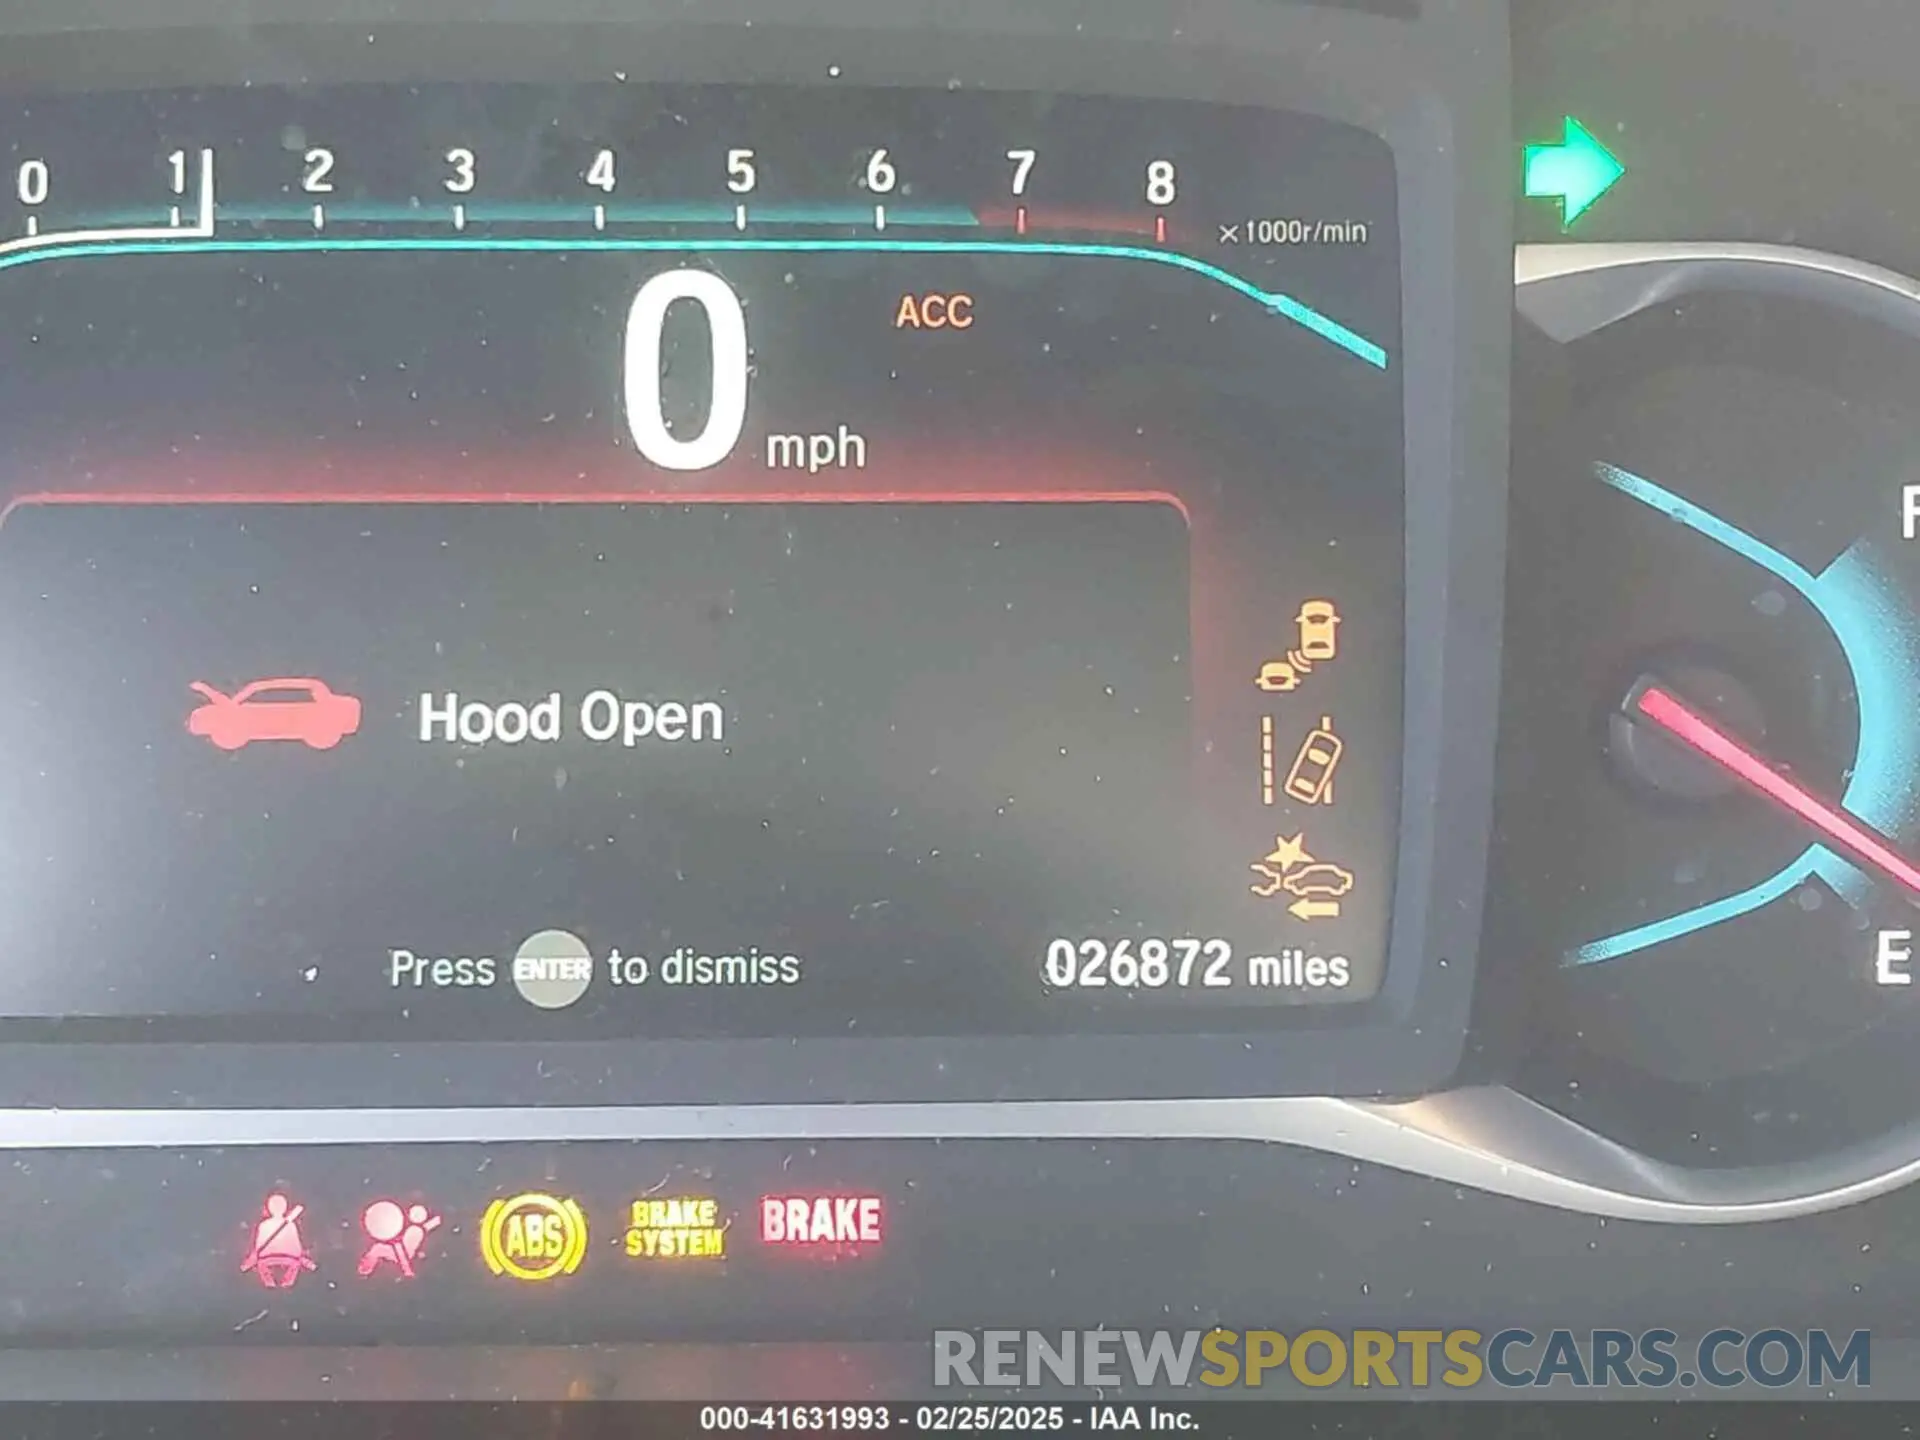 0 1 2 3 4 5 6 7 8
×1000r/min
0 mph
ACC
F
Hood Open
Press ENTER to dismiss
026872 miles
E
ABS
BRAKE
SYSTEM
BRAKE
RENEWSPORTSCARS.COM
000-41631993 - 02/25/2025 - IAA Inc.